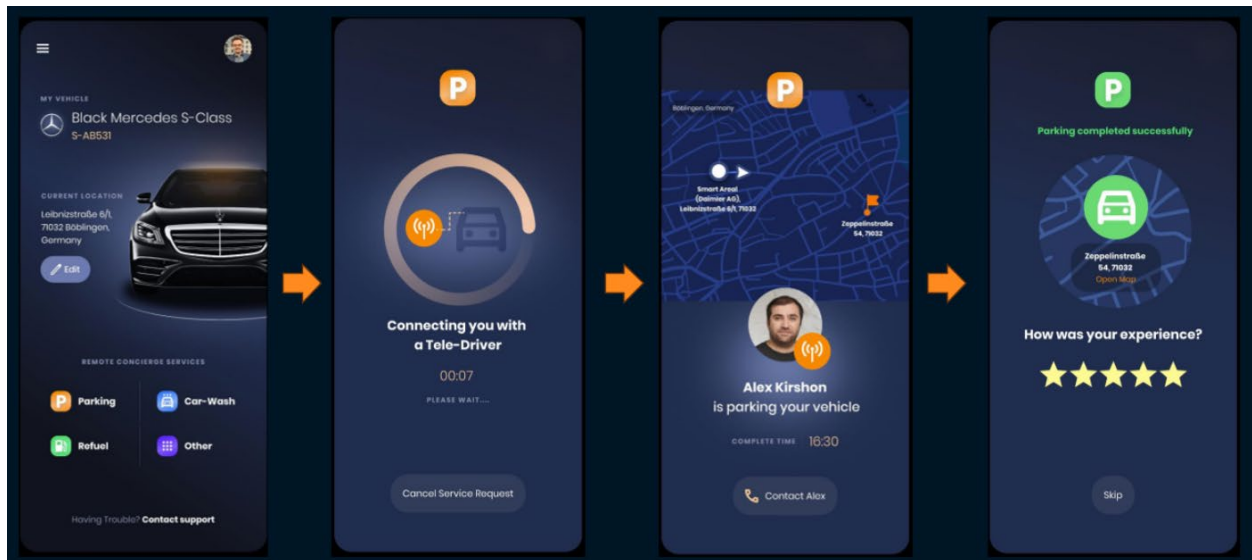 MY VEHICLE
Black Mercedes S-Class
S-AB531
CURRENT LOCATION
Leibnizstraße 6/1,
71032 Böblingen,
Germany
Edit
REMOTE CONCIERGE SERVICES
P Parking
Car-Wash
Refuel
Other
Having Trouble? Contact support
P
Connecting you with
a Tele-Driver
00:07
PLEASE WAIT....
Cancel Service Request
P
Böblingen, Germany
Smart Areal
(Daimler AG),
Leibnizstraße 6/1, 71032
Zeppelinstraße
54, 71032
Alex Kirshon
is parking your vehicle
COMPLETE TIME 16:30
Contact Alex
P
Parking completed successfully
Zeppelinstraße
54, 71032
Open Map
How was your experience?
Skip